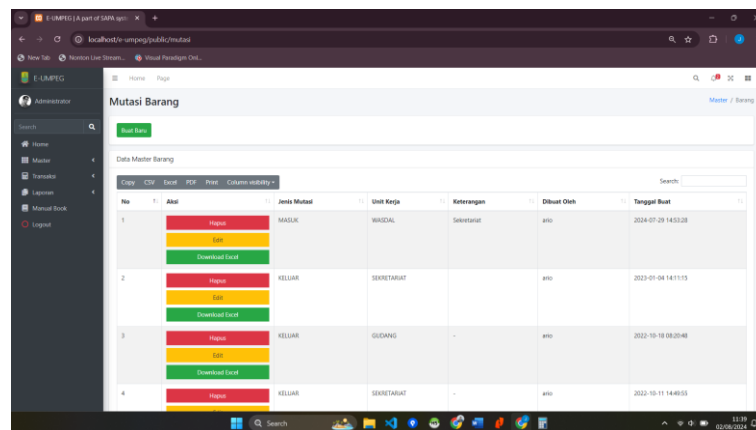 E-UMPEG | A part of SAPA
localhost/e-umpeg/public/mutasi
New Tab Norton Live Stream... Visual Paradigm Onl...
E-UMPEG
Home Page
Administrator
Mutasi Barang
Master / Barang
Search
Buat Baru
Home
Master
Transaksi
Laporan
Manual Book
Logout
Data Master Barang
Copy CSV Excel PDF Print Column visibility
Search:
No Aksi Jenis Mutasi Unit Kerja Keterangan Dibuat Oleh Tanggal Buat
1 Hapus MASUK WASDAL Sekretariat ario 2024-07-29 14:53:20
Edit
Download Excel
2 Hapus KELUAR SEKRETARIAT ario 2023-01-04 14:11:15
Edit
Download Excel
3 Hapus KELUAR GUDANG - ario 2022-10-18 08:20:40
Edit
Download Excel
4 Hapus KELUAR SEKRETARIAT - ario 2022-10-11 14:49:55
Search
11:39
02/08/2024